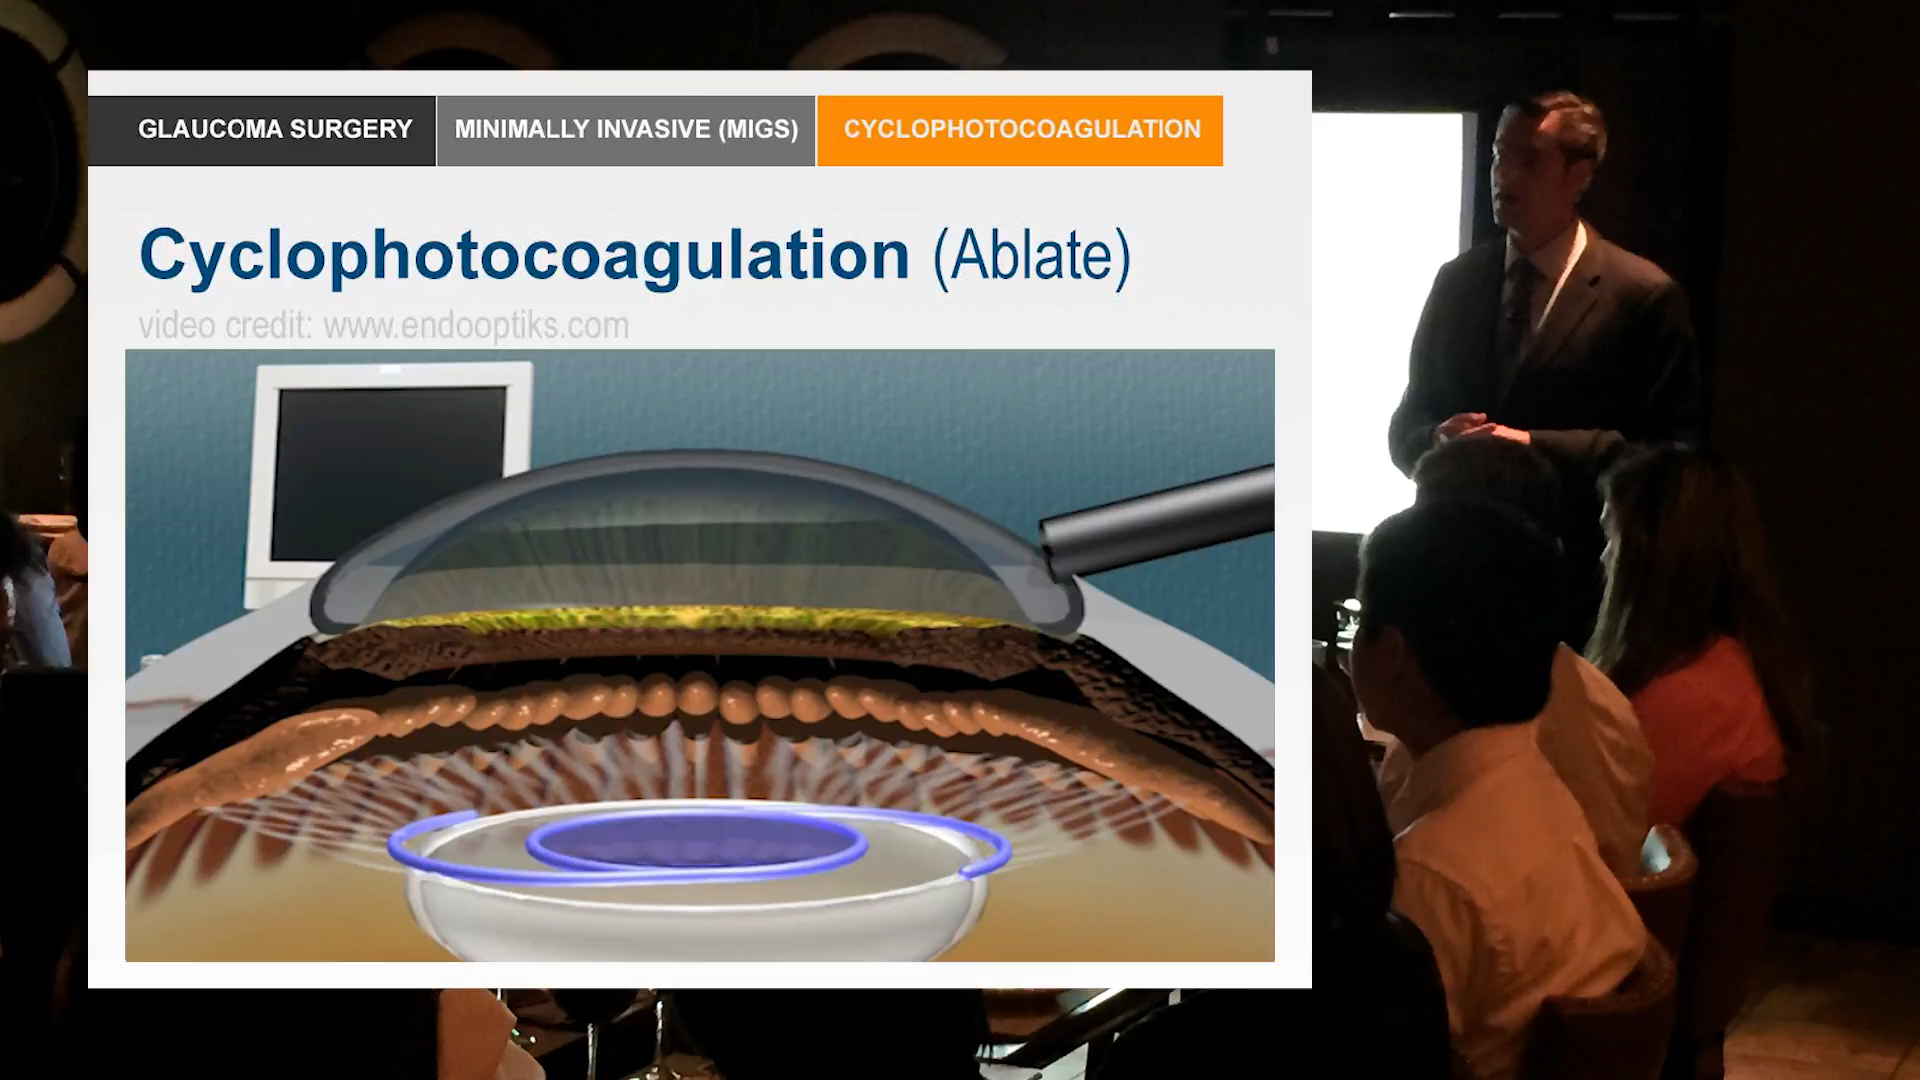 GLAUCOMA SURGERY MINIMALLY INVASIVE (MIGS) CYCLOPHOTOCOAGULATION
Cyclophotocoagulation (Ablate)
video credit: www.endooptiks.com